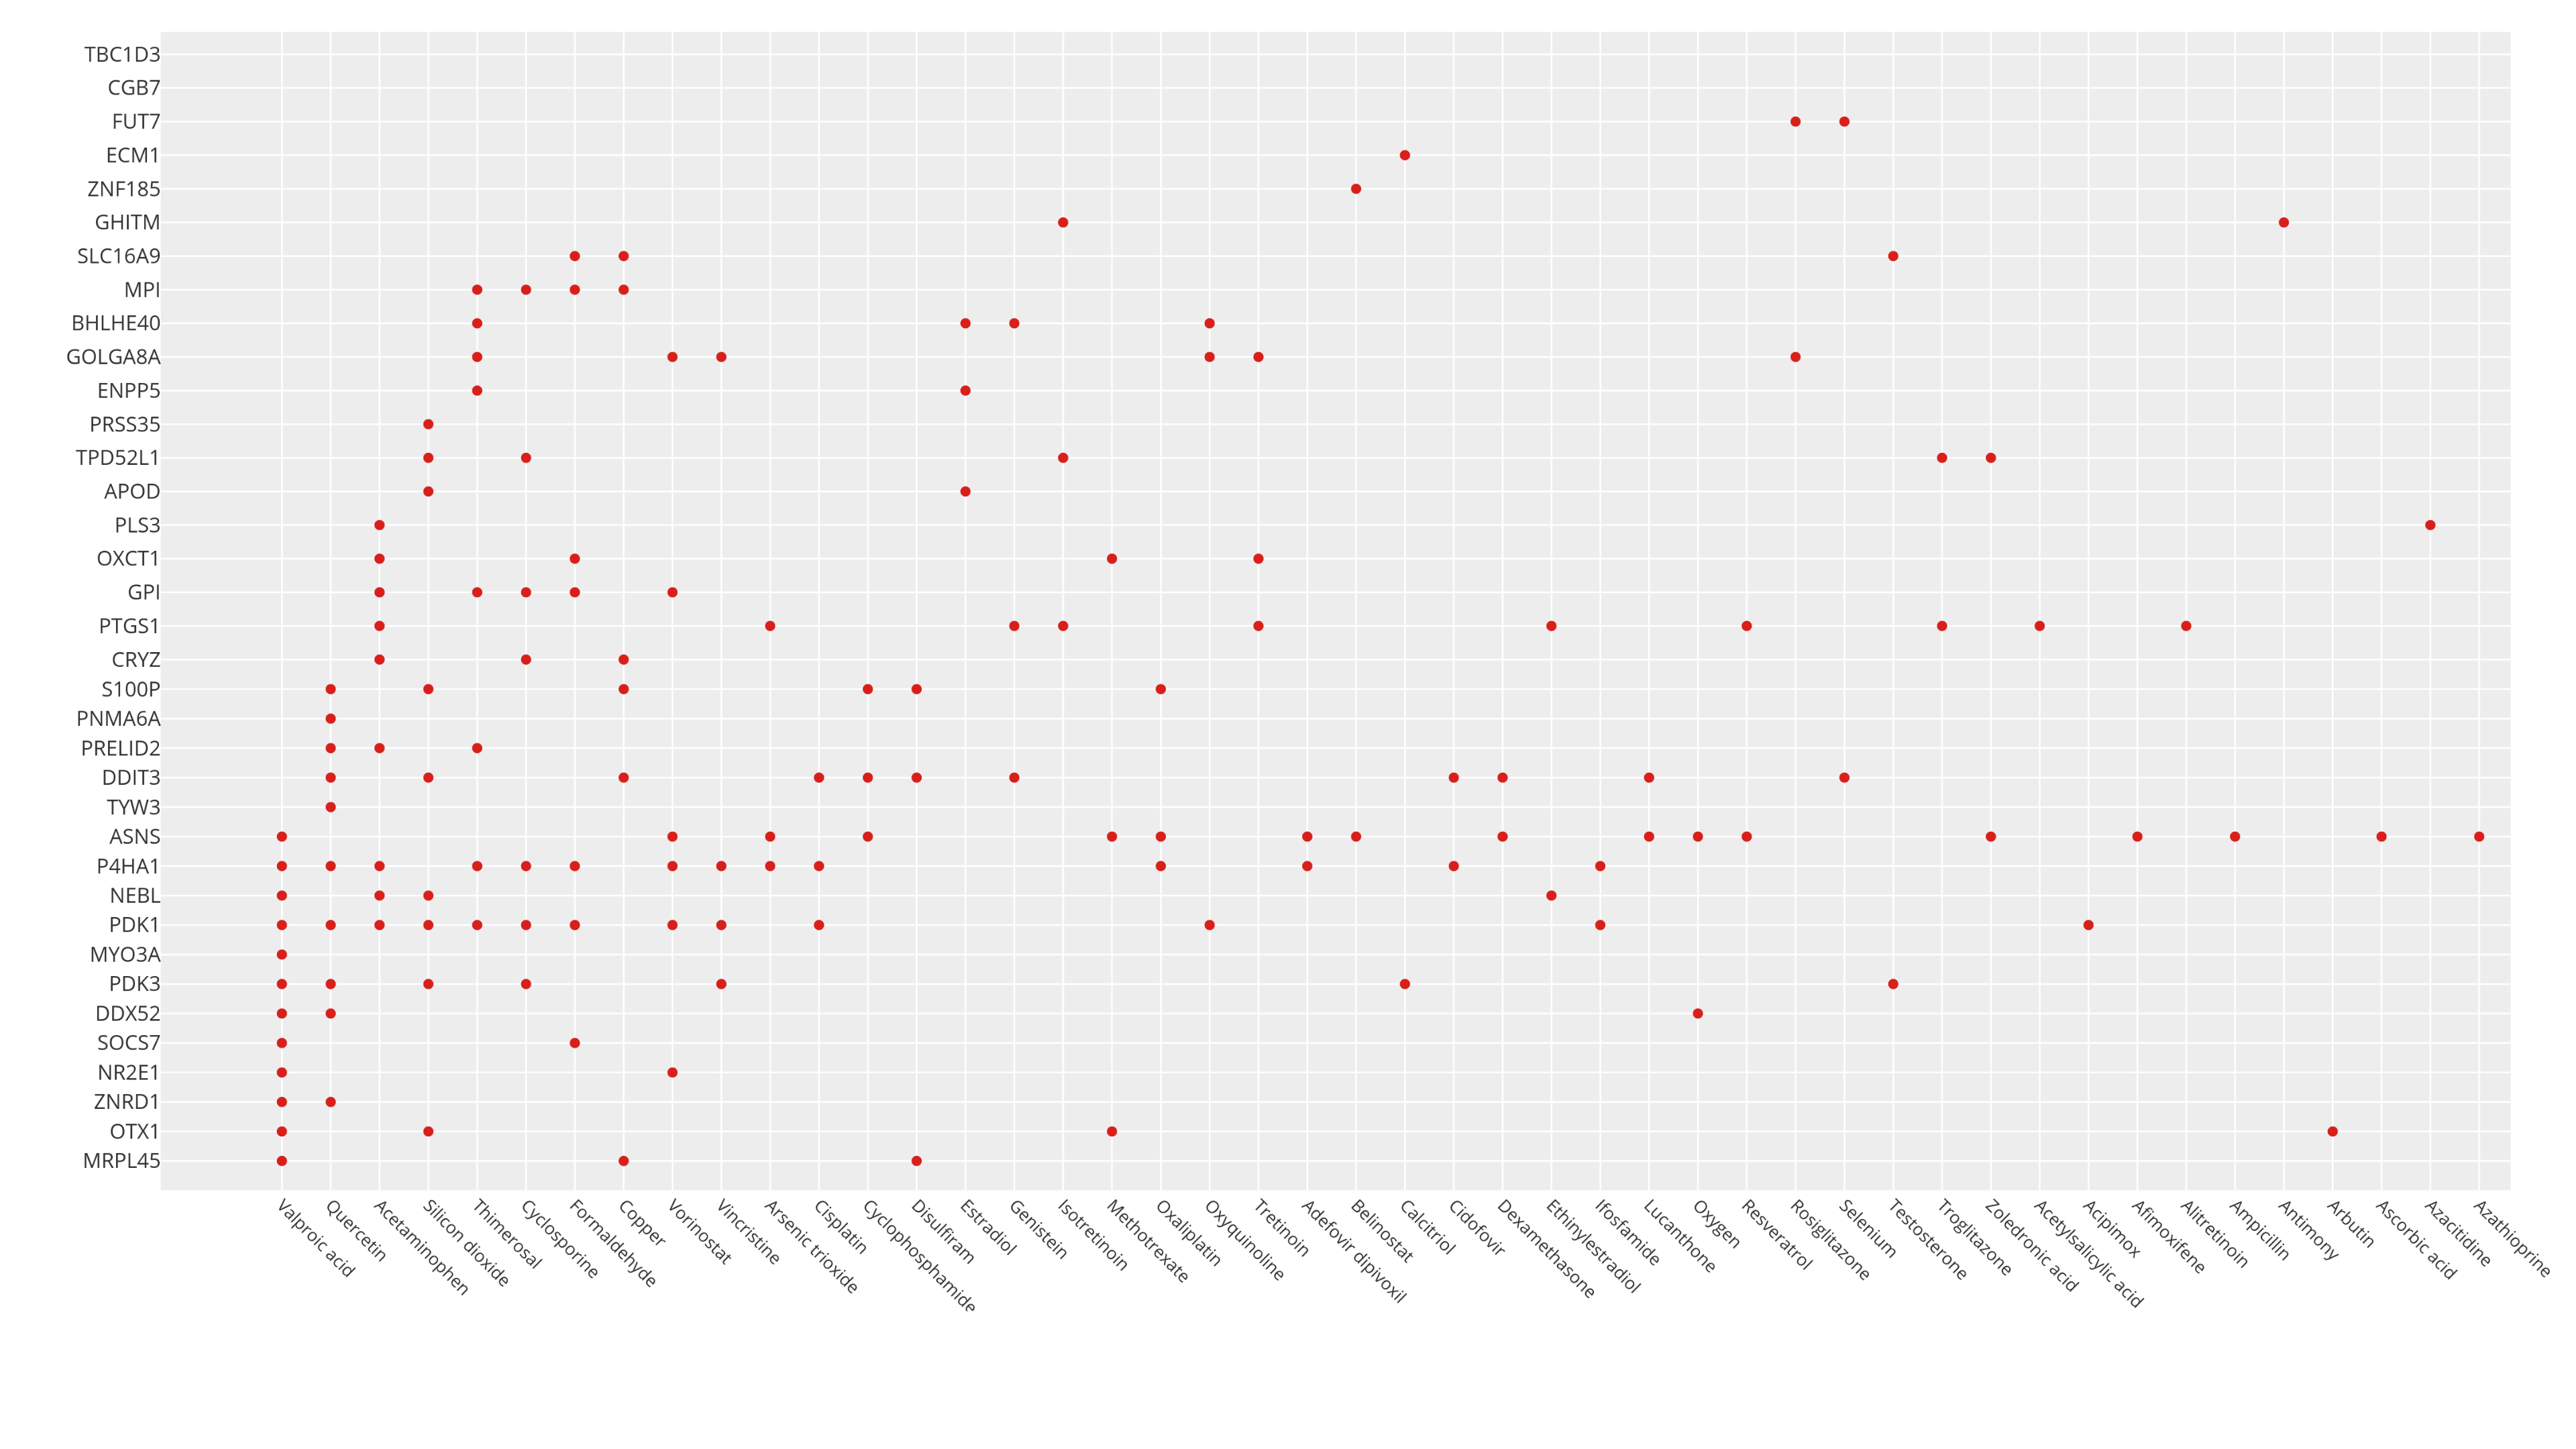 TBC1D3
CGB7
FUT7
ECM1
ZNF185
GHITM
SLC16A9
MPI
BHLHE40
GOLGA8A
ENPP5
PRSS35
TPD52L1
APOD
PLS3
OXCT1
GPI
PTGS1
CRYZ
S100P
PNMA6A
PRELID2
DDIT3
TYW3
ASNS
P4HA1
NEBL
PDK1
MYO3A
PDK3
DDX52
SOCS7
NR2E1
ZNRD1
OTX1
MRPL45
Valproic acid
Quercetin
Acetaminophen
Silicon dioxide
Thimerosal
Cyclosporine
Formaldehyde
Copper
Vorinostat
Vincristine
Arsenic trioxide
Cisplatin
Cyclophosphamide
Disulfiram
Estradiol
Genistein
Isotretinoin
Methotrexate
Oxaliplatin
Oxyquinoline
Tretinoin
Adefovir dipivoxil
Belinostat
Calcitriol
Cidofovir
Dexamethasone
Ethinylestradiol
Ifosfamide
Lucanthone
Oxygen
Resveratrol
Rosiglitazone
Selenium
Testosterone
Troglitazone
Zoledronic acid
Acetylsalicylic acid
Acipimox
Afimoxifene
Alitretinoin
Ampicillin
Antimony
Arbutin
Ascorbic acid
Azacitidine
Azathioprine